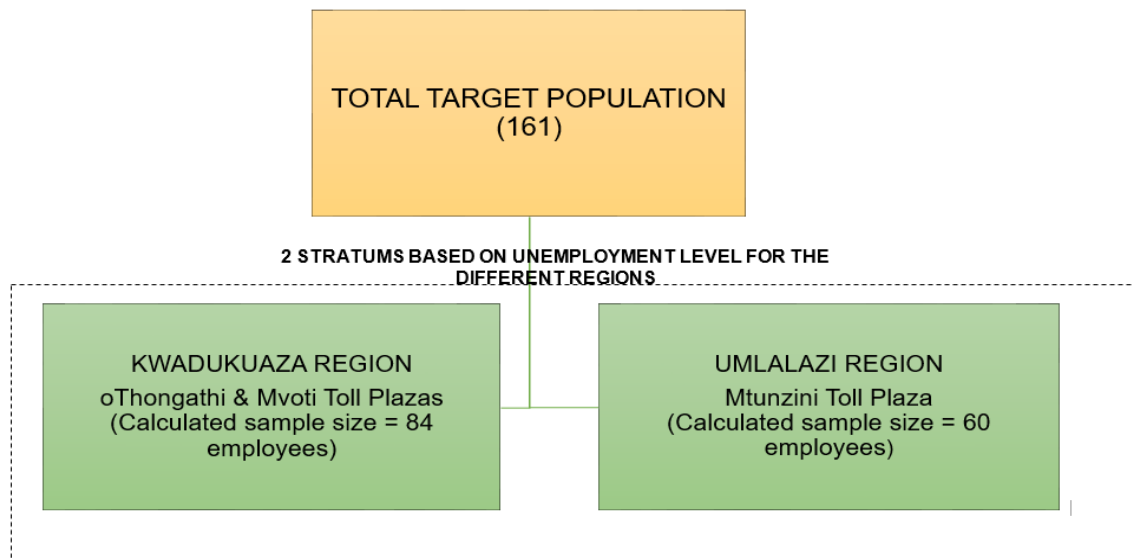 TOTAL TARGET POPULATION
(161)
2 STRATUMS BASED ON UNEMPLOYMENT LEVEL FOR THE
DIFFERENT REGIONS
KWADUKUAZA REGION
oThongathi & Mvoti Toll Plazas
(Calculated sample size = 84
employees)
UMLALAZI REGION
Mtunzini Toll Plaza
(Calculated sample size = 60
employees)